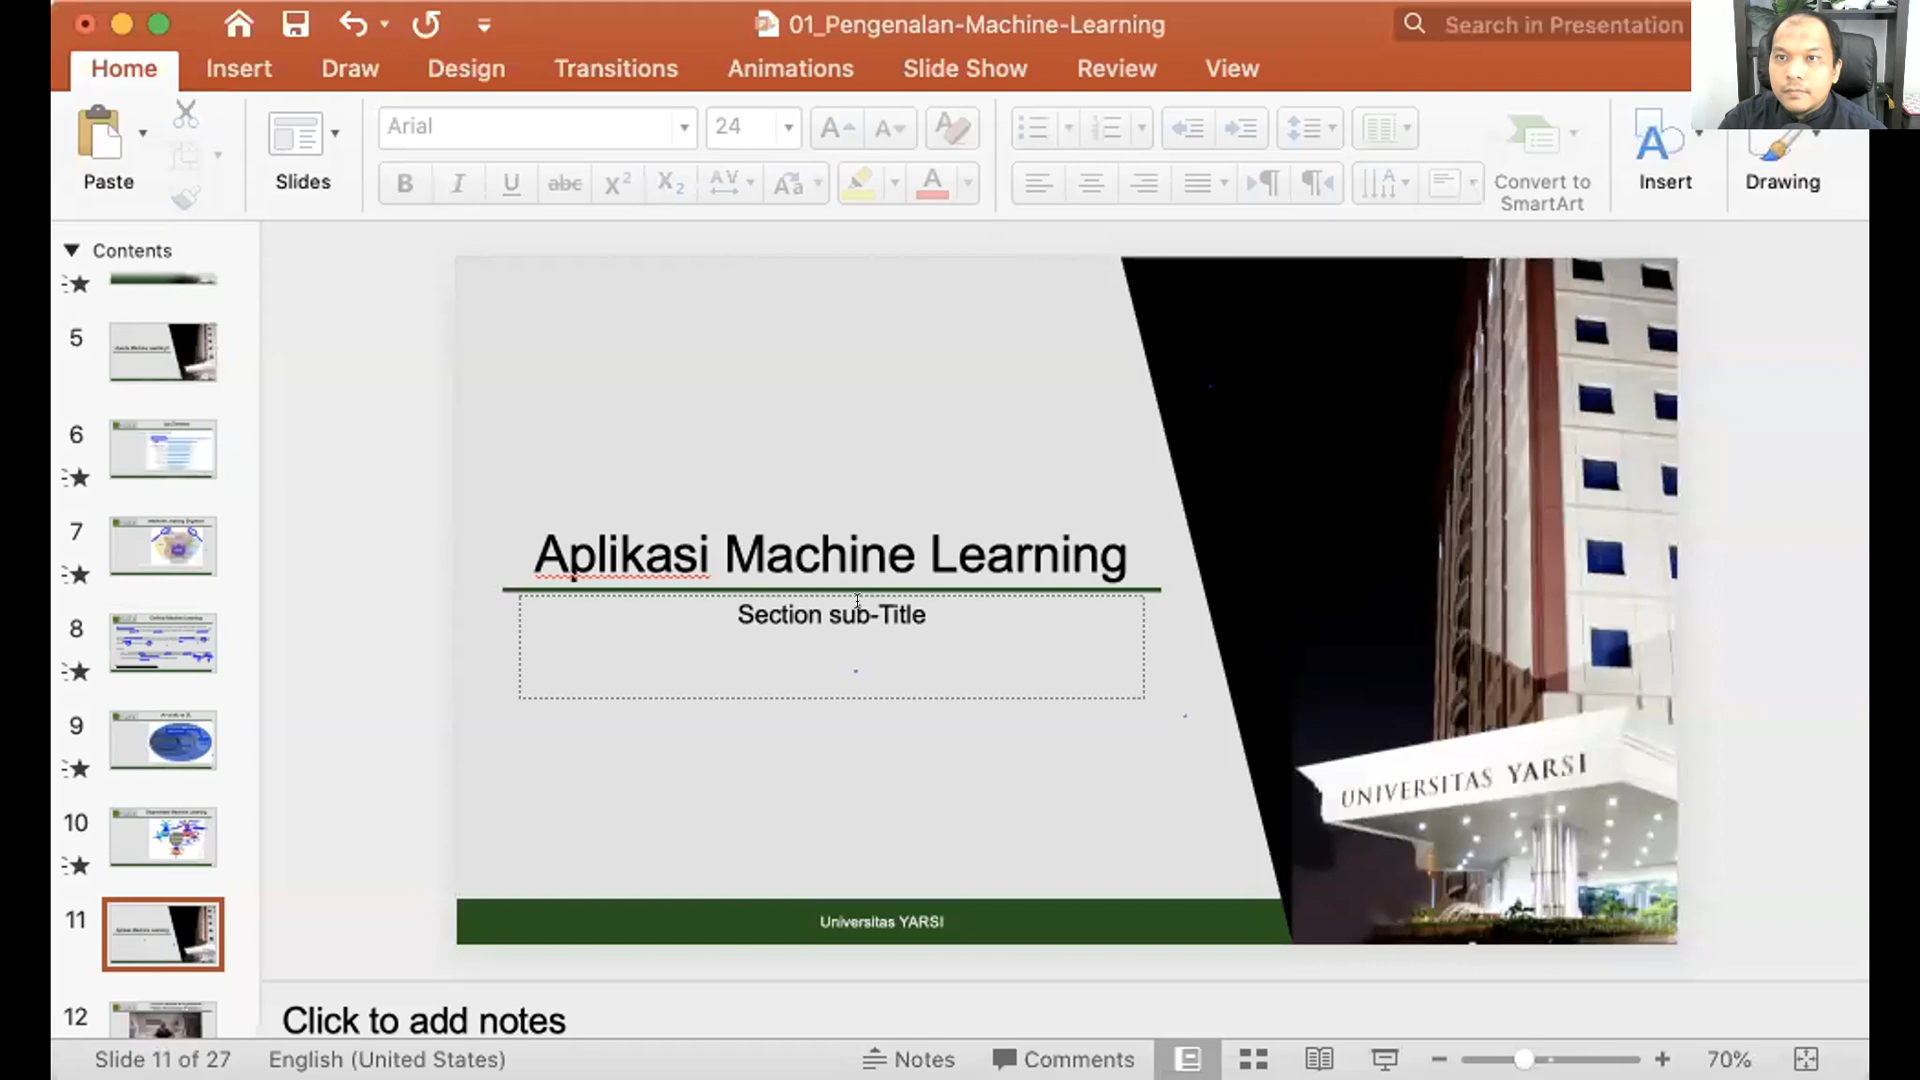 01_Pengenalan-Machine-Learning
Search in Presentation
Home
Insert
Draw
Design
Transitions
Animations
Slide Show
Review
View
Paste
Slides
Arial
24
Convert to
SmartArt
Insert
Drawing
Contents
5
6
7
8
9
10
11
12
Aplikasi Machine Learning
Section sub-Title
UNIVERSITAS YARSI
Universitas YARSI
Click to add notes
Slide 11 of 27
English (United States)
Notes
Comments
70%